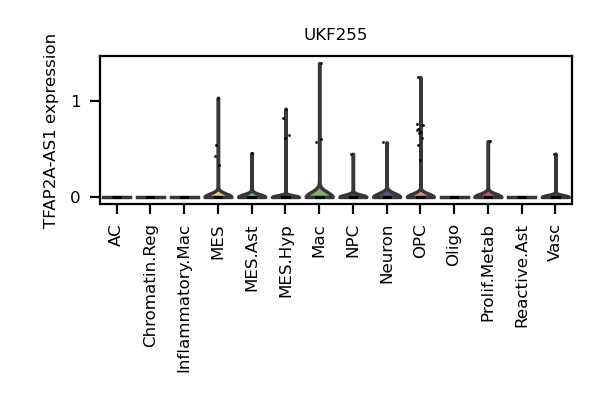 UKF255
TFAP2A-AS1 expression
1
0
AC
Chromatin.Reg
Inflammatory.Mac
MES
MES.Ast
MES.Hyp
Mac
NPC
Neuron
OPC
Oligo
Prolif.Metab
Reactive.Ast
Vasc